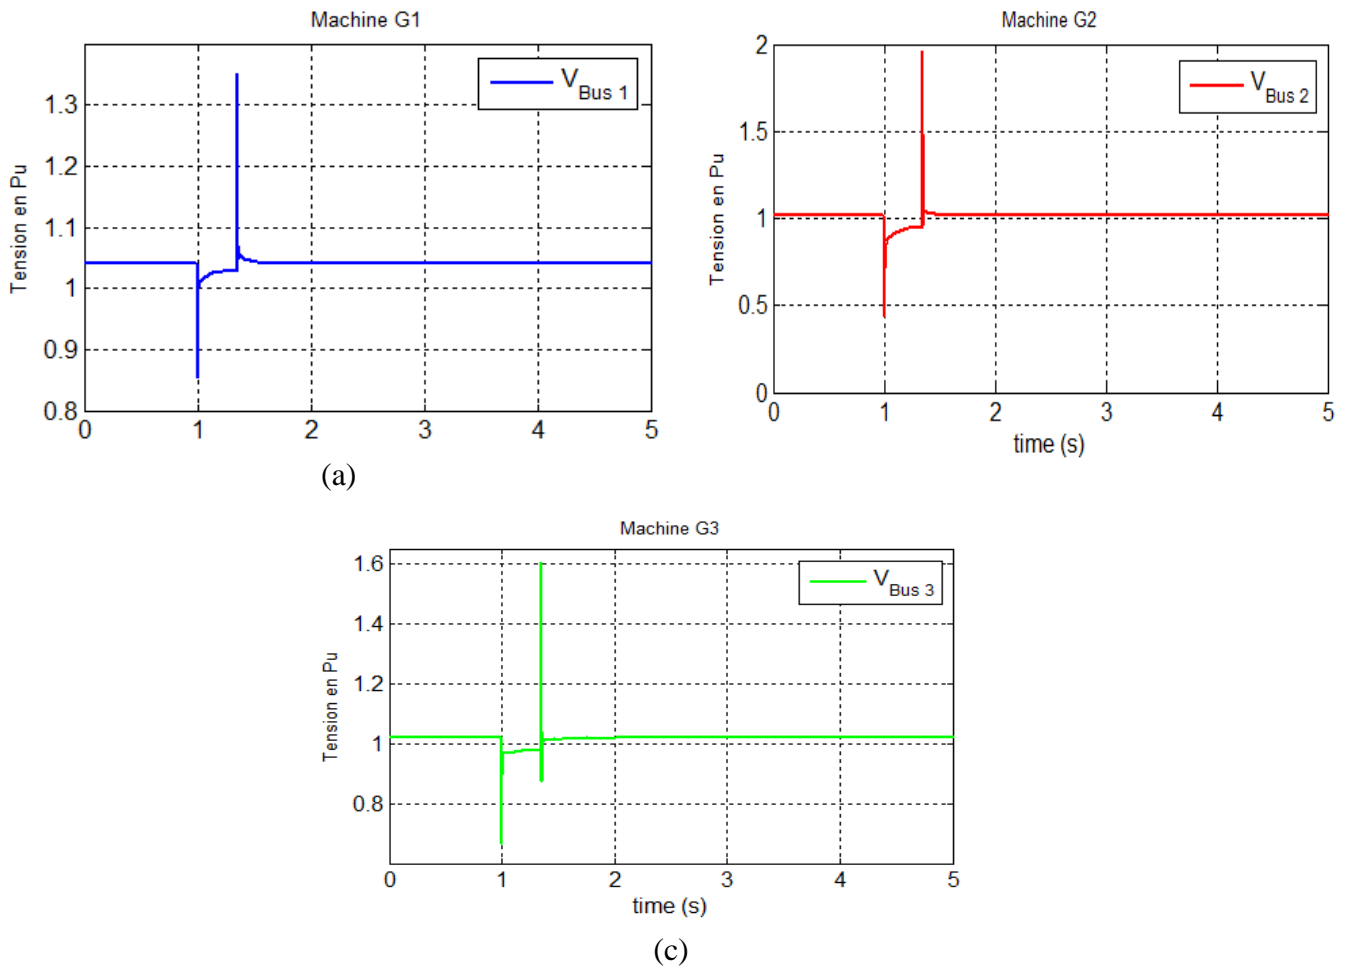 Machine G1
V Bus 1
Tension en Pu
1.3
1.2
1.1
1
0.9
0.8
0 1 2 3 4 5
(a)
Machine G2
V Bus 2
Tension en Pu
2
1.5
1
0.5
0
0 1 2 3 4 5
time (s)
Machine G3
V Bus 3
Tension en Pu
1.6
1.4
1.2
1
0.8
0 1 2 3 4 5
time (s)
(c)